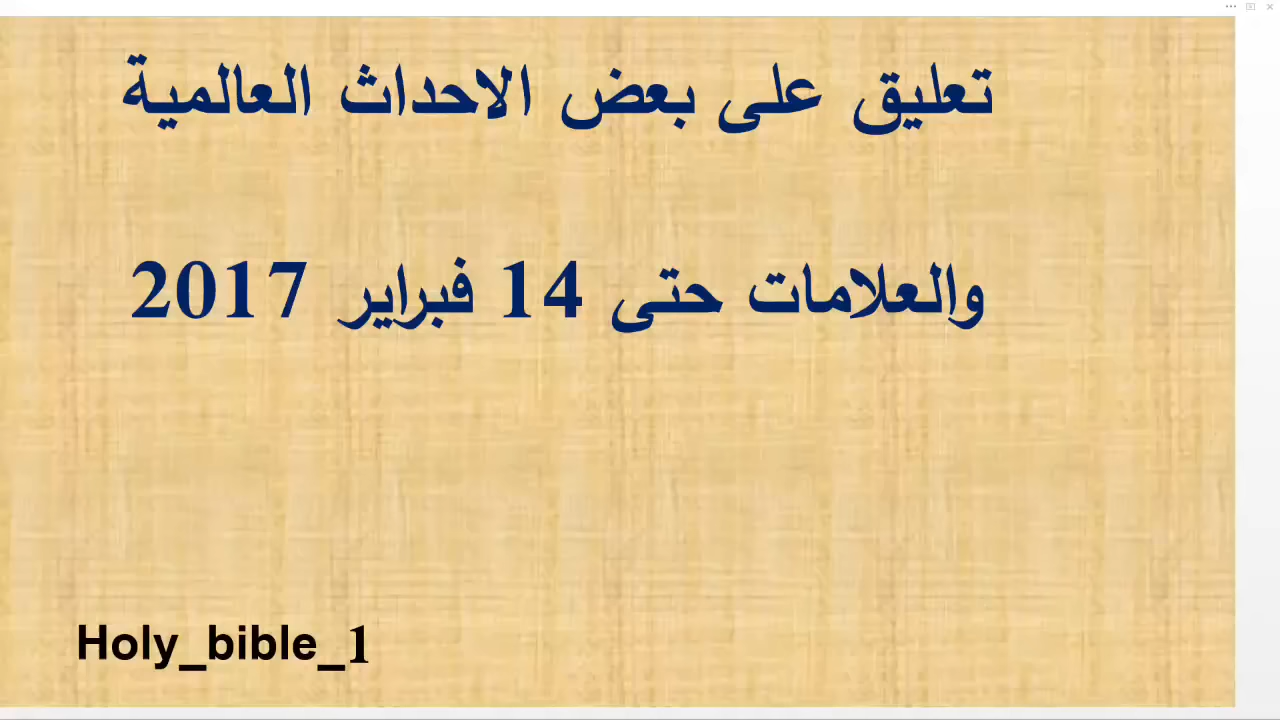 تعليق على بعض الاحداث العالمية
والعلامات حتى 14 فبراير 2017
Holy_bible_1